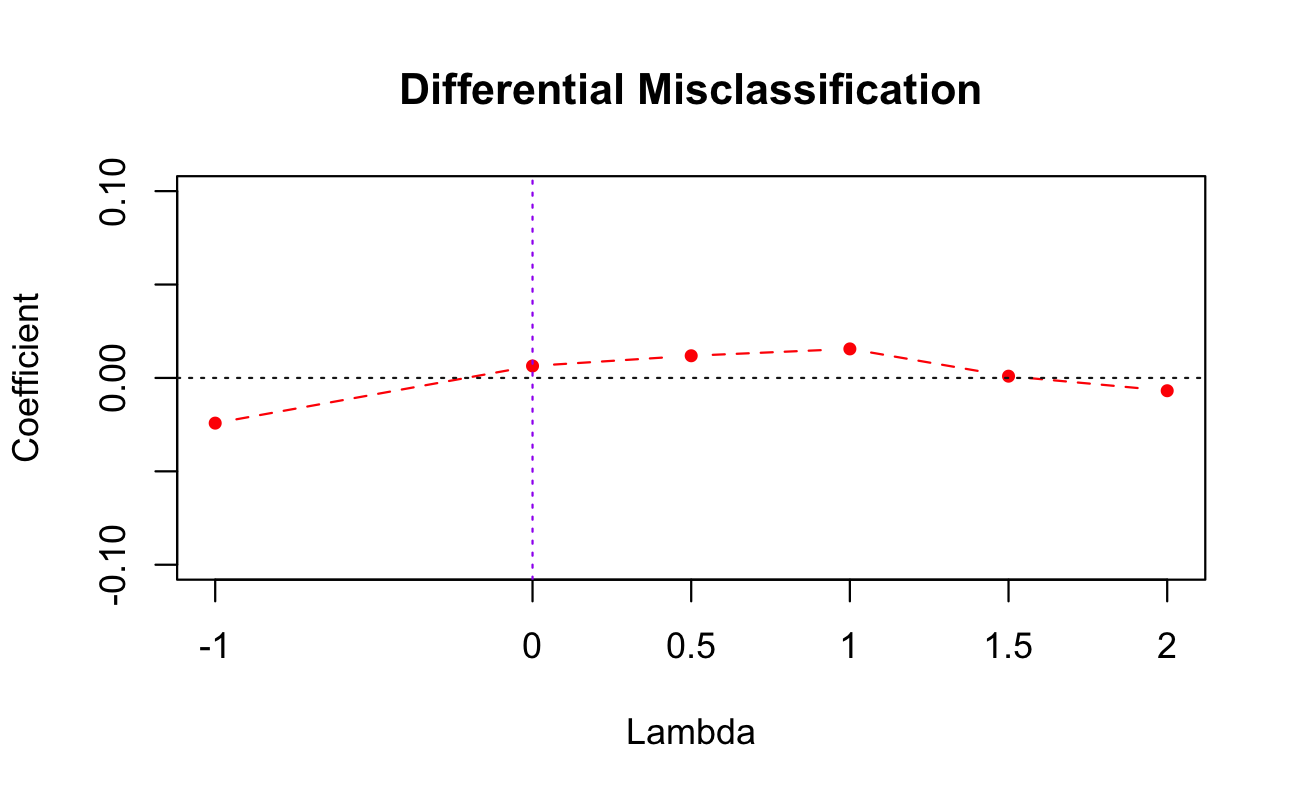 Differential Misclassification
Coefficient
0.10
0.00
-0.10
-1 0 0.5 1 1.5 2
Lambda